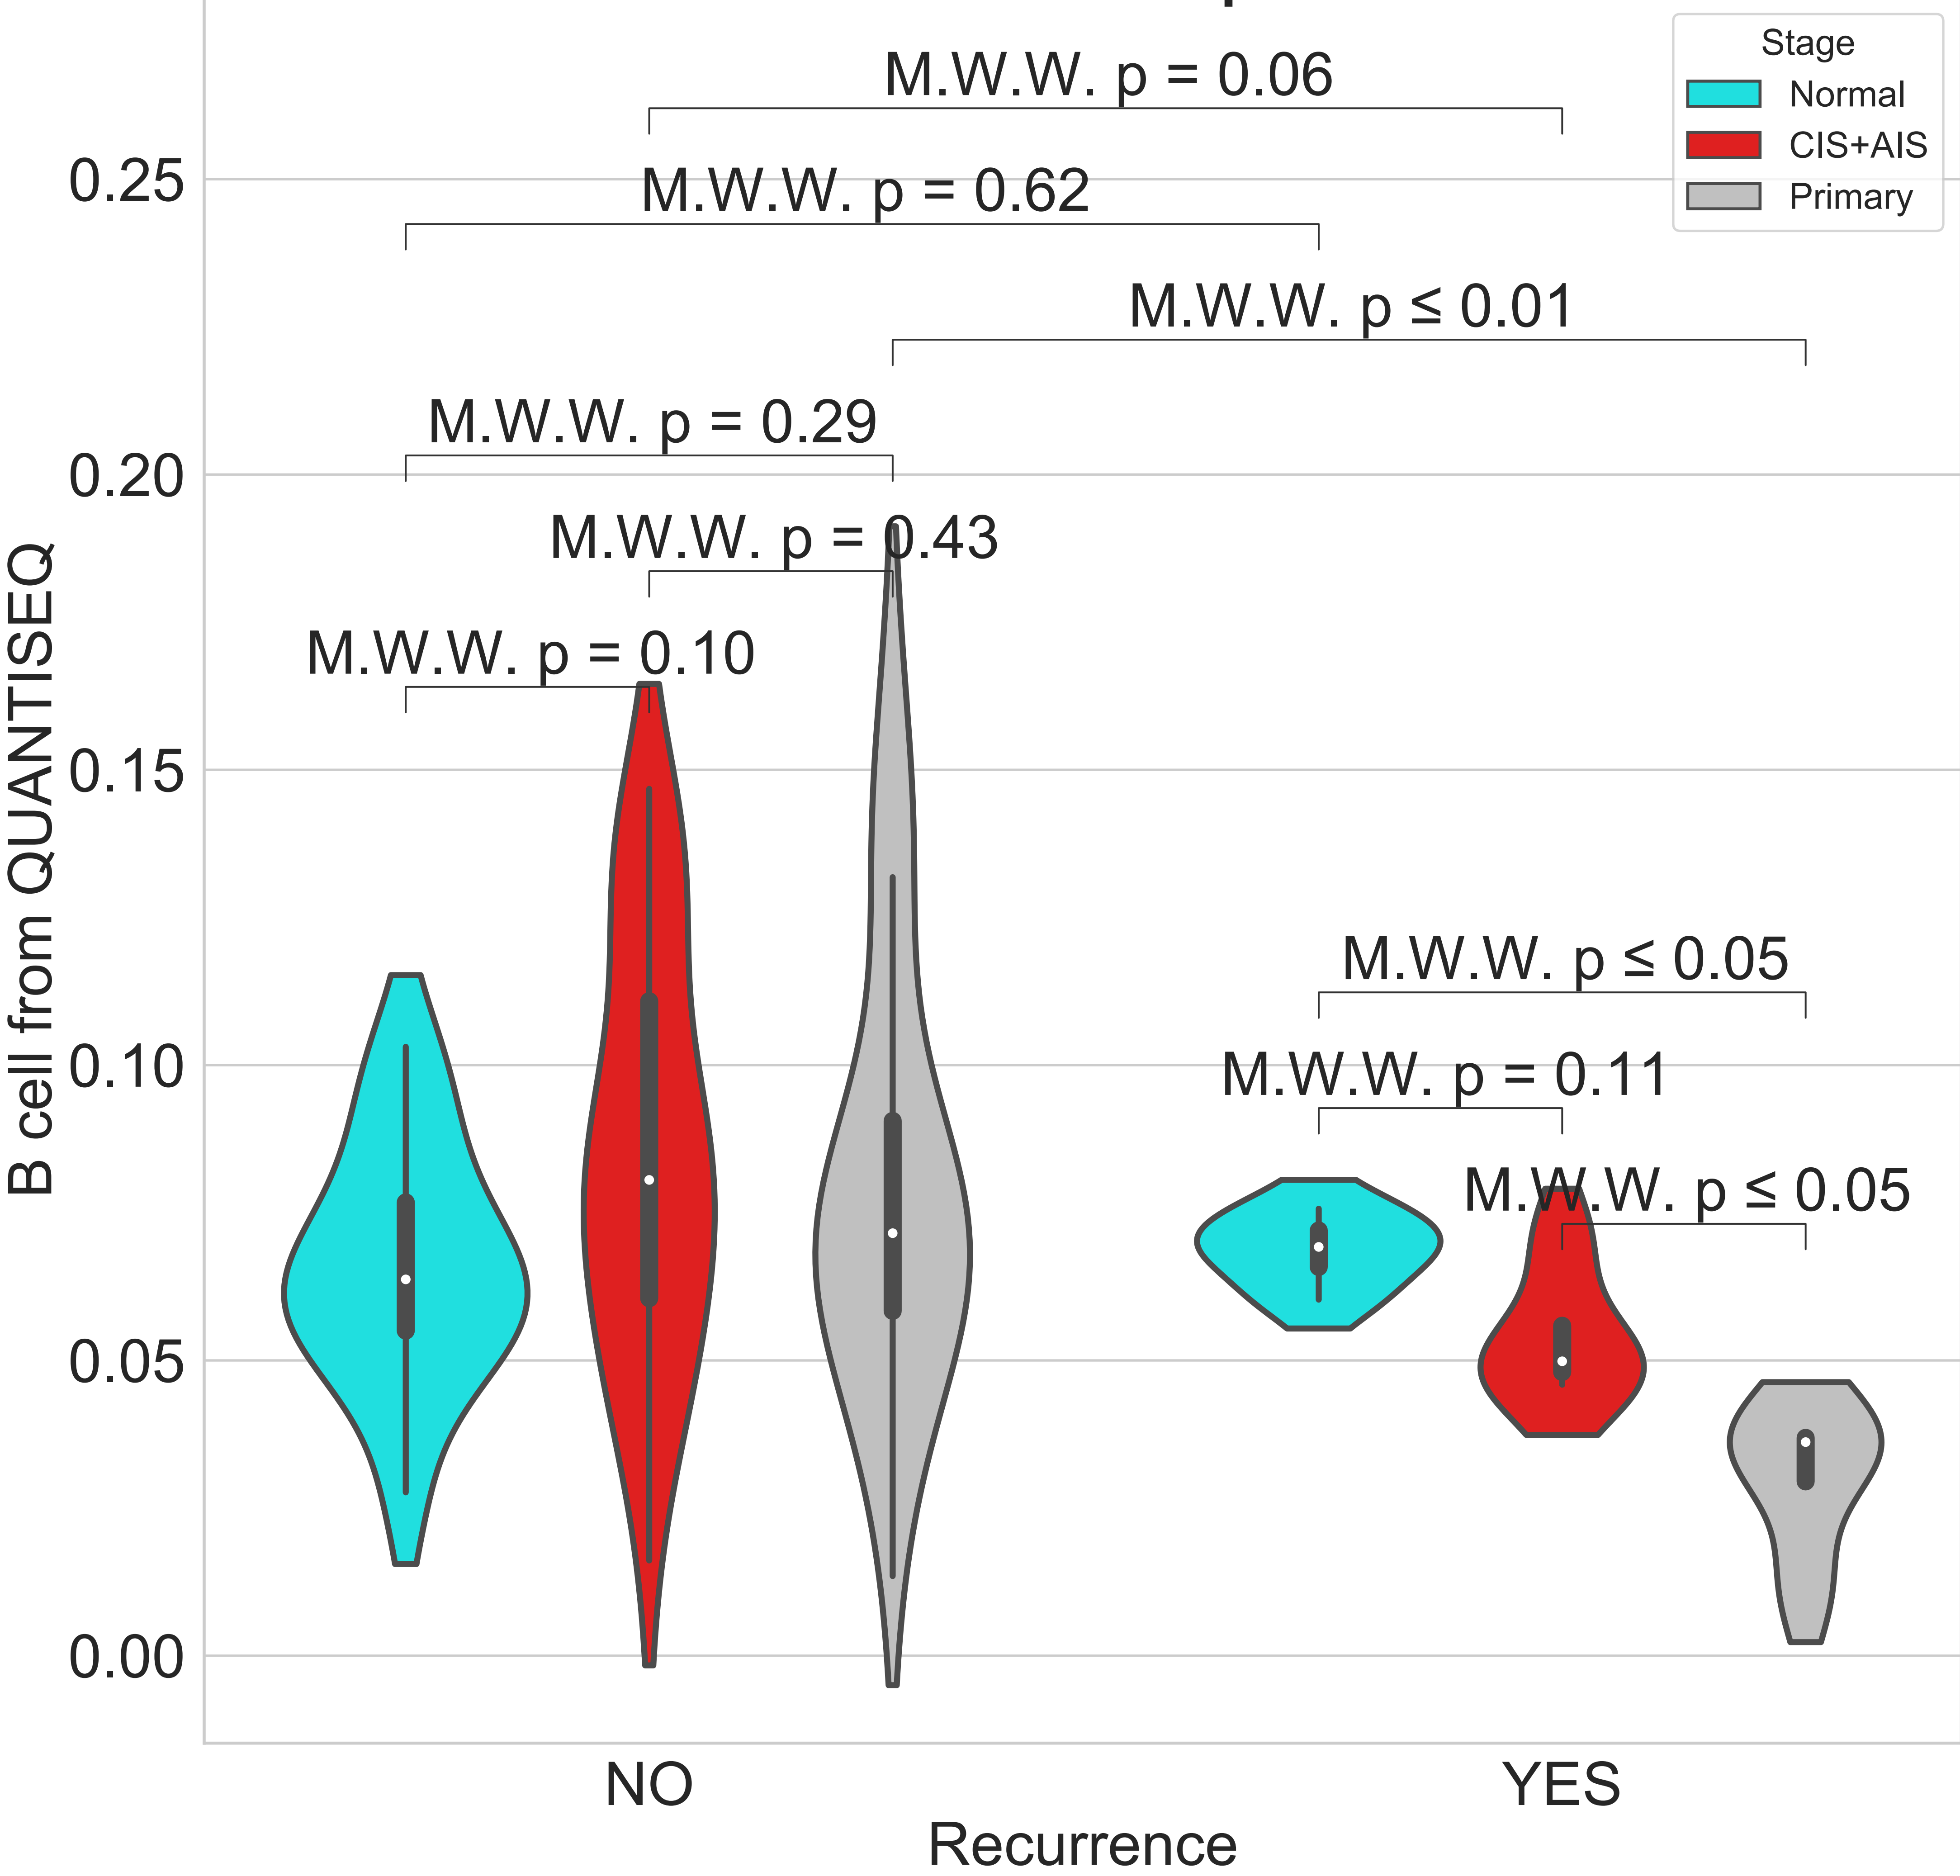 Stage
Normal
CIS+AIS
Primary
M.W.W. p = 0.06
M.W.W. p = 0.62
M.W.W. p ≤ 0.01
M.W.W. p = 0.29
M.W.W. p = 0.43
M.W.W. p = 0.10
M.W.W. p ≤ 0.05
M.W.W. p = 0.11
M.W.W. p ≤ 0.05
B cell from QUANTISEQ
0.25
0.20
0.15
0.10
0.05
0.00
NO
YES
Recurrence